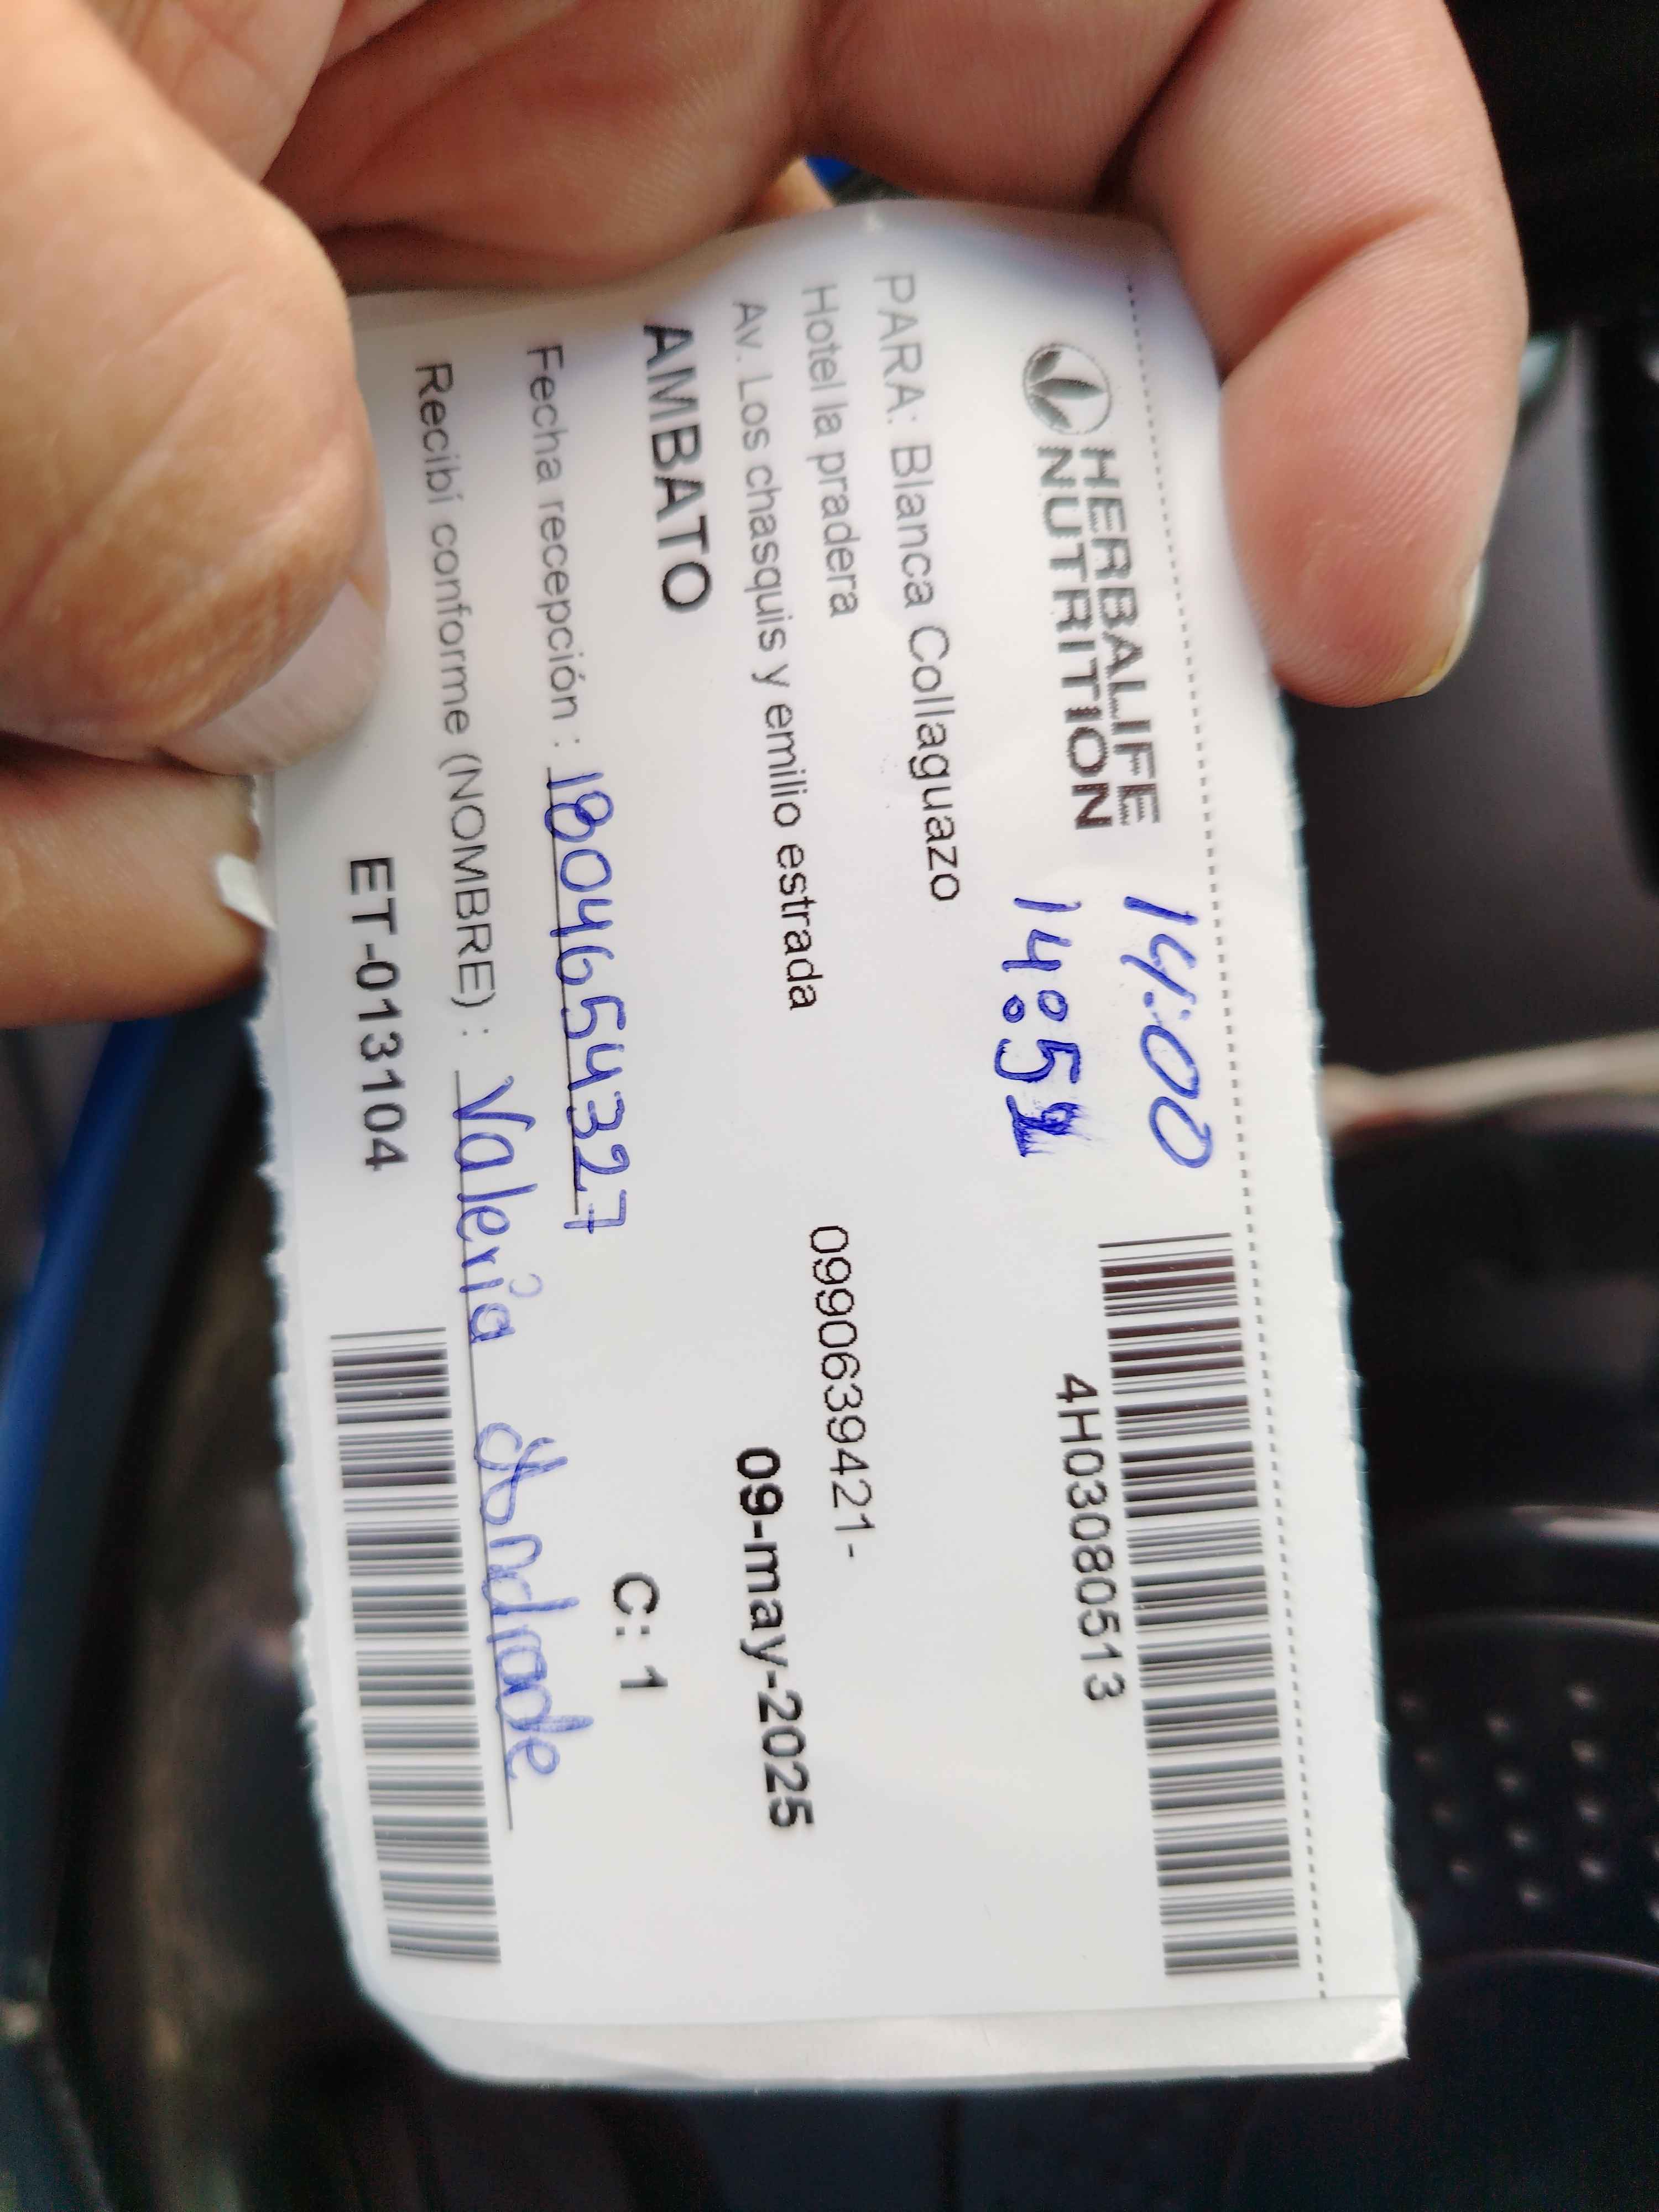 HERBALIFE
NUTRITION
14:00
14:51
4H03080513
PARA: Blanca Collaguazo
Hotel la pradera
0990639421-
Av. Los chasquis y emilio estrada
09-may-2025
AMBATO
C: 1
Fecha recepción : 1804654327
Recibí conforme (NOMBRE) : Valeria Andrade
ET-013104